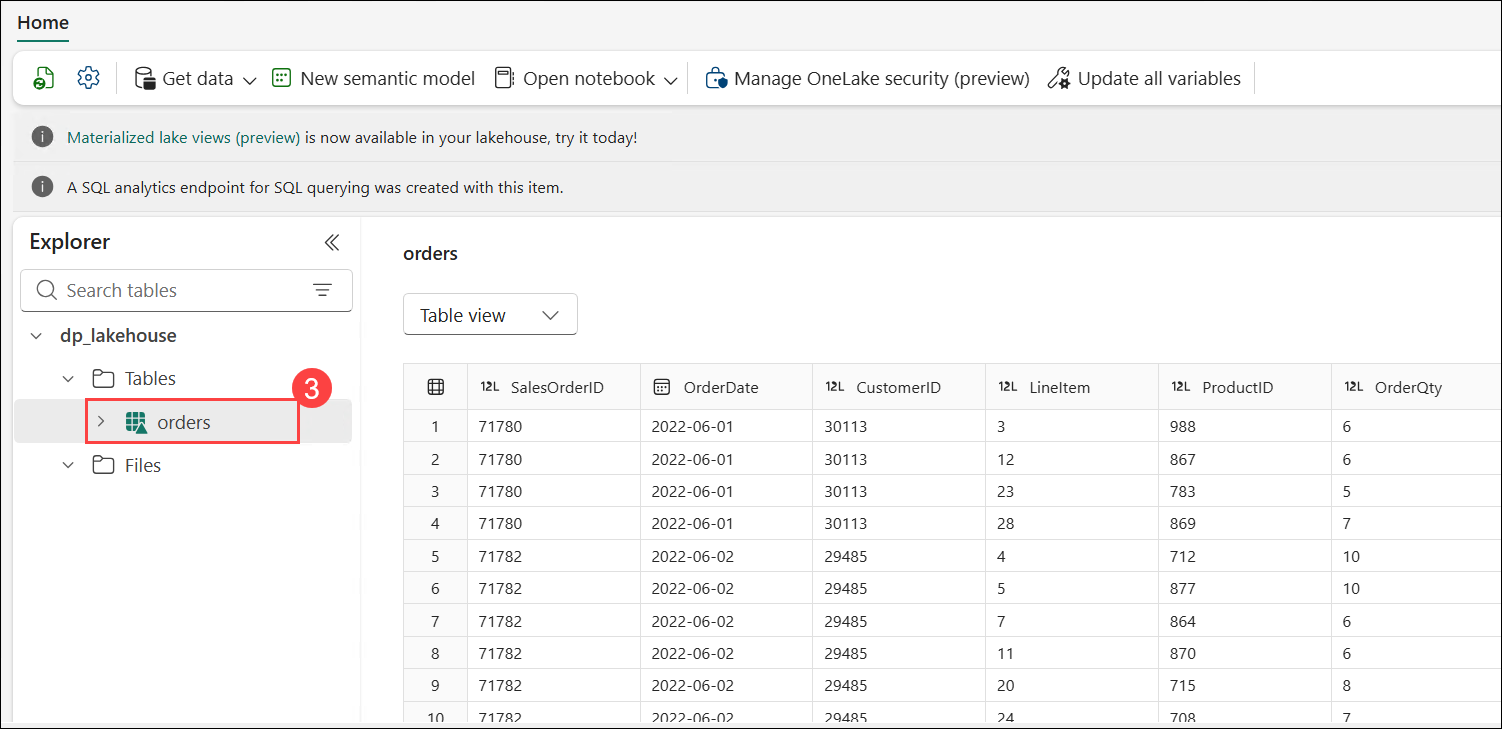 Home
Get data New semantic model Open notebook Manage OneLake security (preview) Update all variables
Materialized lake views (preview) is now available in your lakehouse, try it today!
A SQL analytics endpoint for SQL querying was created with this item.
Explorer
Search tables
dp_lakehouse
Tables
3
orders
Files
orders
Table view
12L SalesOrderID OrderDate 12L CustomerID 12L LineItem 12L ProductID 12L OrderQty
1 71780 2022-06-01 30113 3 988 6
2 71780 2022-06-01 30113 12 867 6
3 71780 2022-06-01 30113 23 783 5
4 71780 2022-06-01 30113 28 869 7
5 71782 2022-06-02 29485 4 712 10
6 71782 2022-06-02 29485 5 877 10
7 71782 2022-06-02 29485 7 864 6
8 71782 2022-06-02 29485 11 870 6
9 71782 2022-06-02 29485 20 715 8
10 71782 2022-06-02 29485 24 708 7